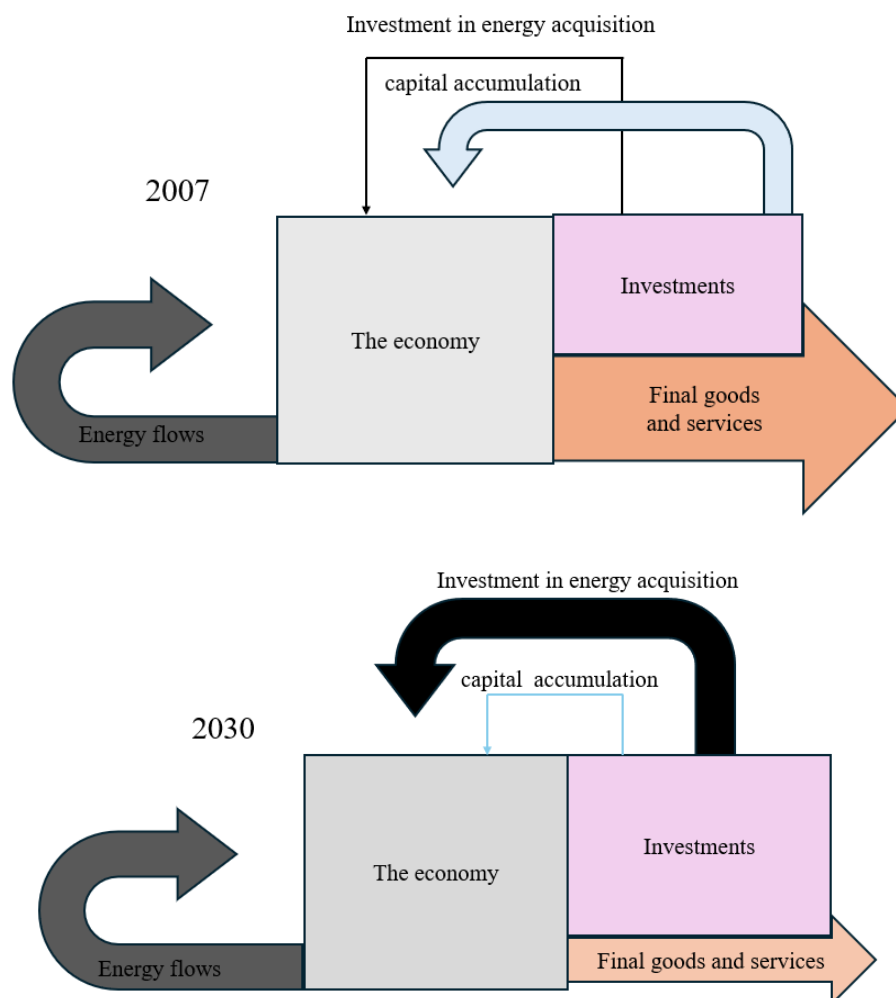 Investment in energy acquisition
capital accumulation
2007
Investments
The economy
Final goods
and services
Energy flows
Investment in energy acquisition
capital accumulation
2030
Investments
The economy
Final goods and services
Energy flows